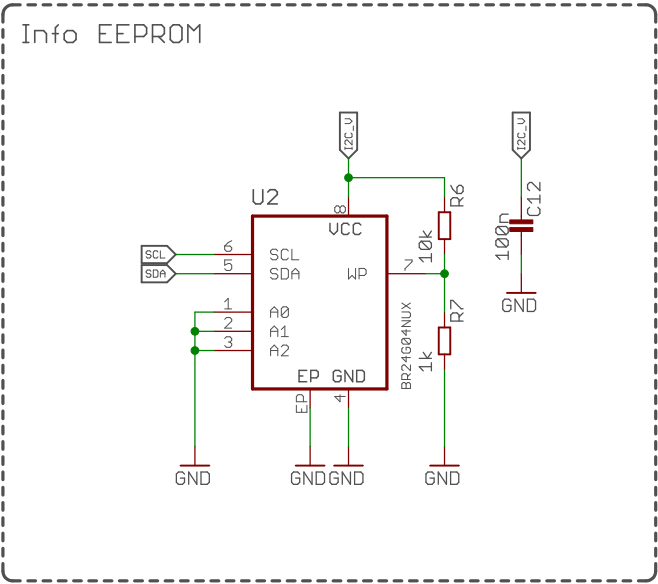 Info EEPROM
I2C_V
I2C_V
U2
8
VCC
R6
10k
C12
100n
SCL
6
SCL
SDA
5
SDA
WP
7
GND
1
A0
2
A1
3
A2
BR24G04NUX
R7
1k
EP
GND
EP
4
GND
GND
GND
GND